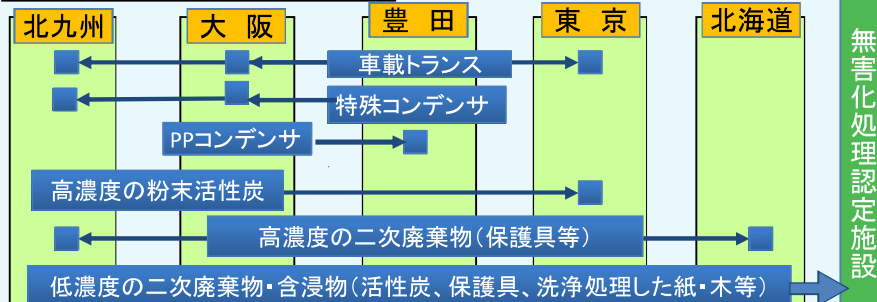 北九州
大 阪
豊 田
東 京
北海道
車載トランス
特殊コンデンサ
PPコンデンサ
高濃度の粉末活性炭
高濃度の二次廃棄物(保護具等)
低濃度の二次廃棄物・含浸物(活性炭、保護具、洗浄処理した紙・木等)
無害化処理認定施設